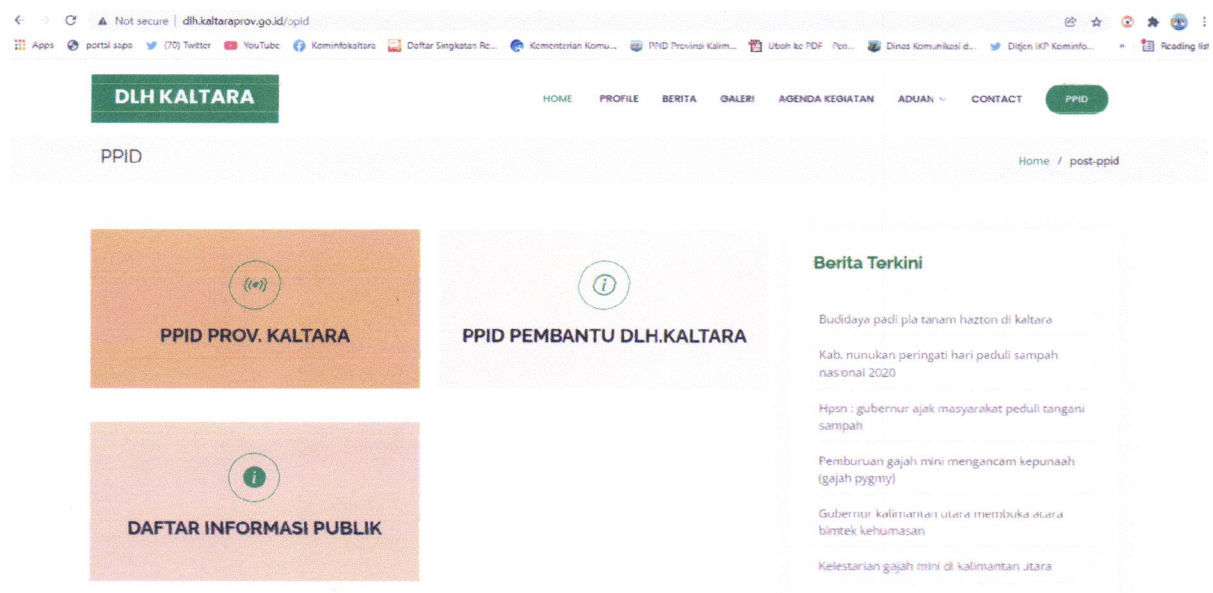 Not secure | dlh.kaltaraprov.go.id/ppid
Apps portal sapa (70) Twitter YouTube Kominfokaltara Daftar Singkatan Re... Kementerian Komu... PPID Provinsi Kalim... Ubah ke PDF Pen... Dinas Komunikasi d... Ditjen IKP Kominfo... » Reading list
DLH KALTARA
HOME PROFILE BERITA GALERI AGENDA KEGIATAN ADUAN CONTACT PPID
PPID
Home / post-ppid
PPID PROV. KALTARA
PPID PEMBANTU DLH.KALTARA
DAFTAR INFORMASI PUBLIK
Berita Terkini
Budidaya padi pla tanam hazton di kaltara
Kab. nunukan peringati hari peduli sampah
nasional 2020
Hpsn : gubernur ajak masyarakat peduli tangani
sampah
Pemburuan gajah mini mengancam kepunaah
(gajah pygmy)
Gubernur kalimantan utara membuka acara
bimtek kehumasan
Kelestarian gajah mini di kalimantan utara